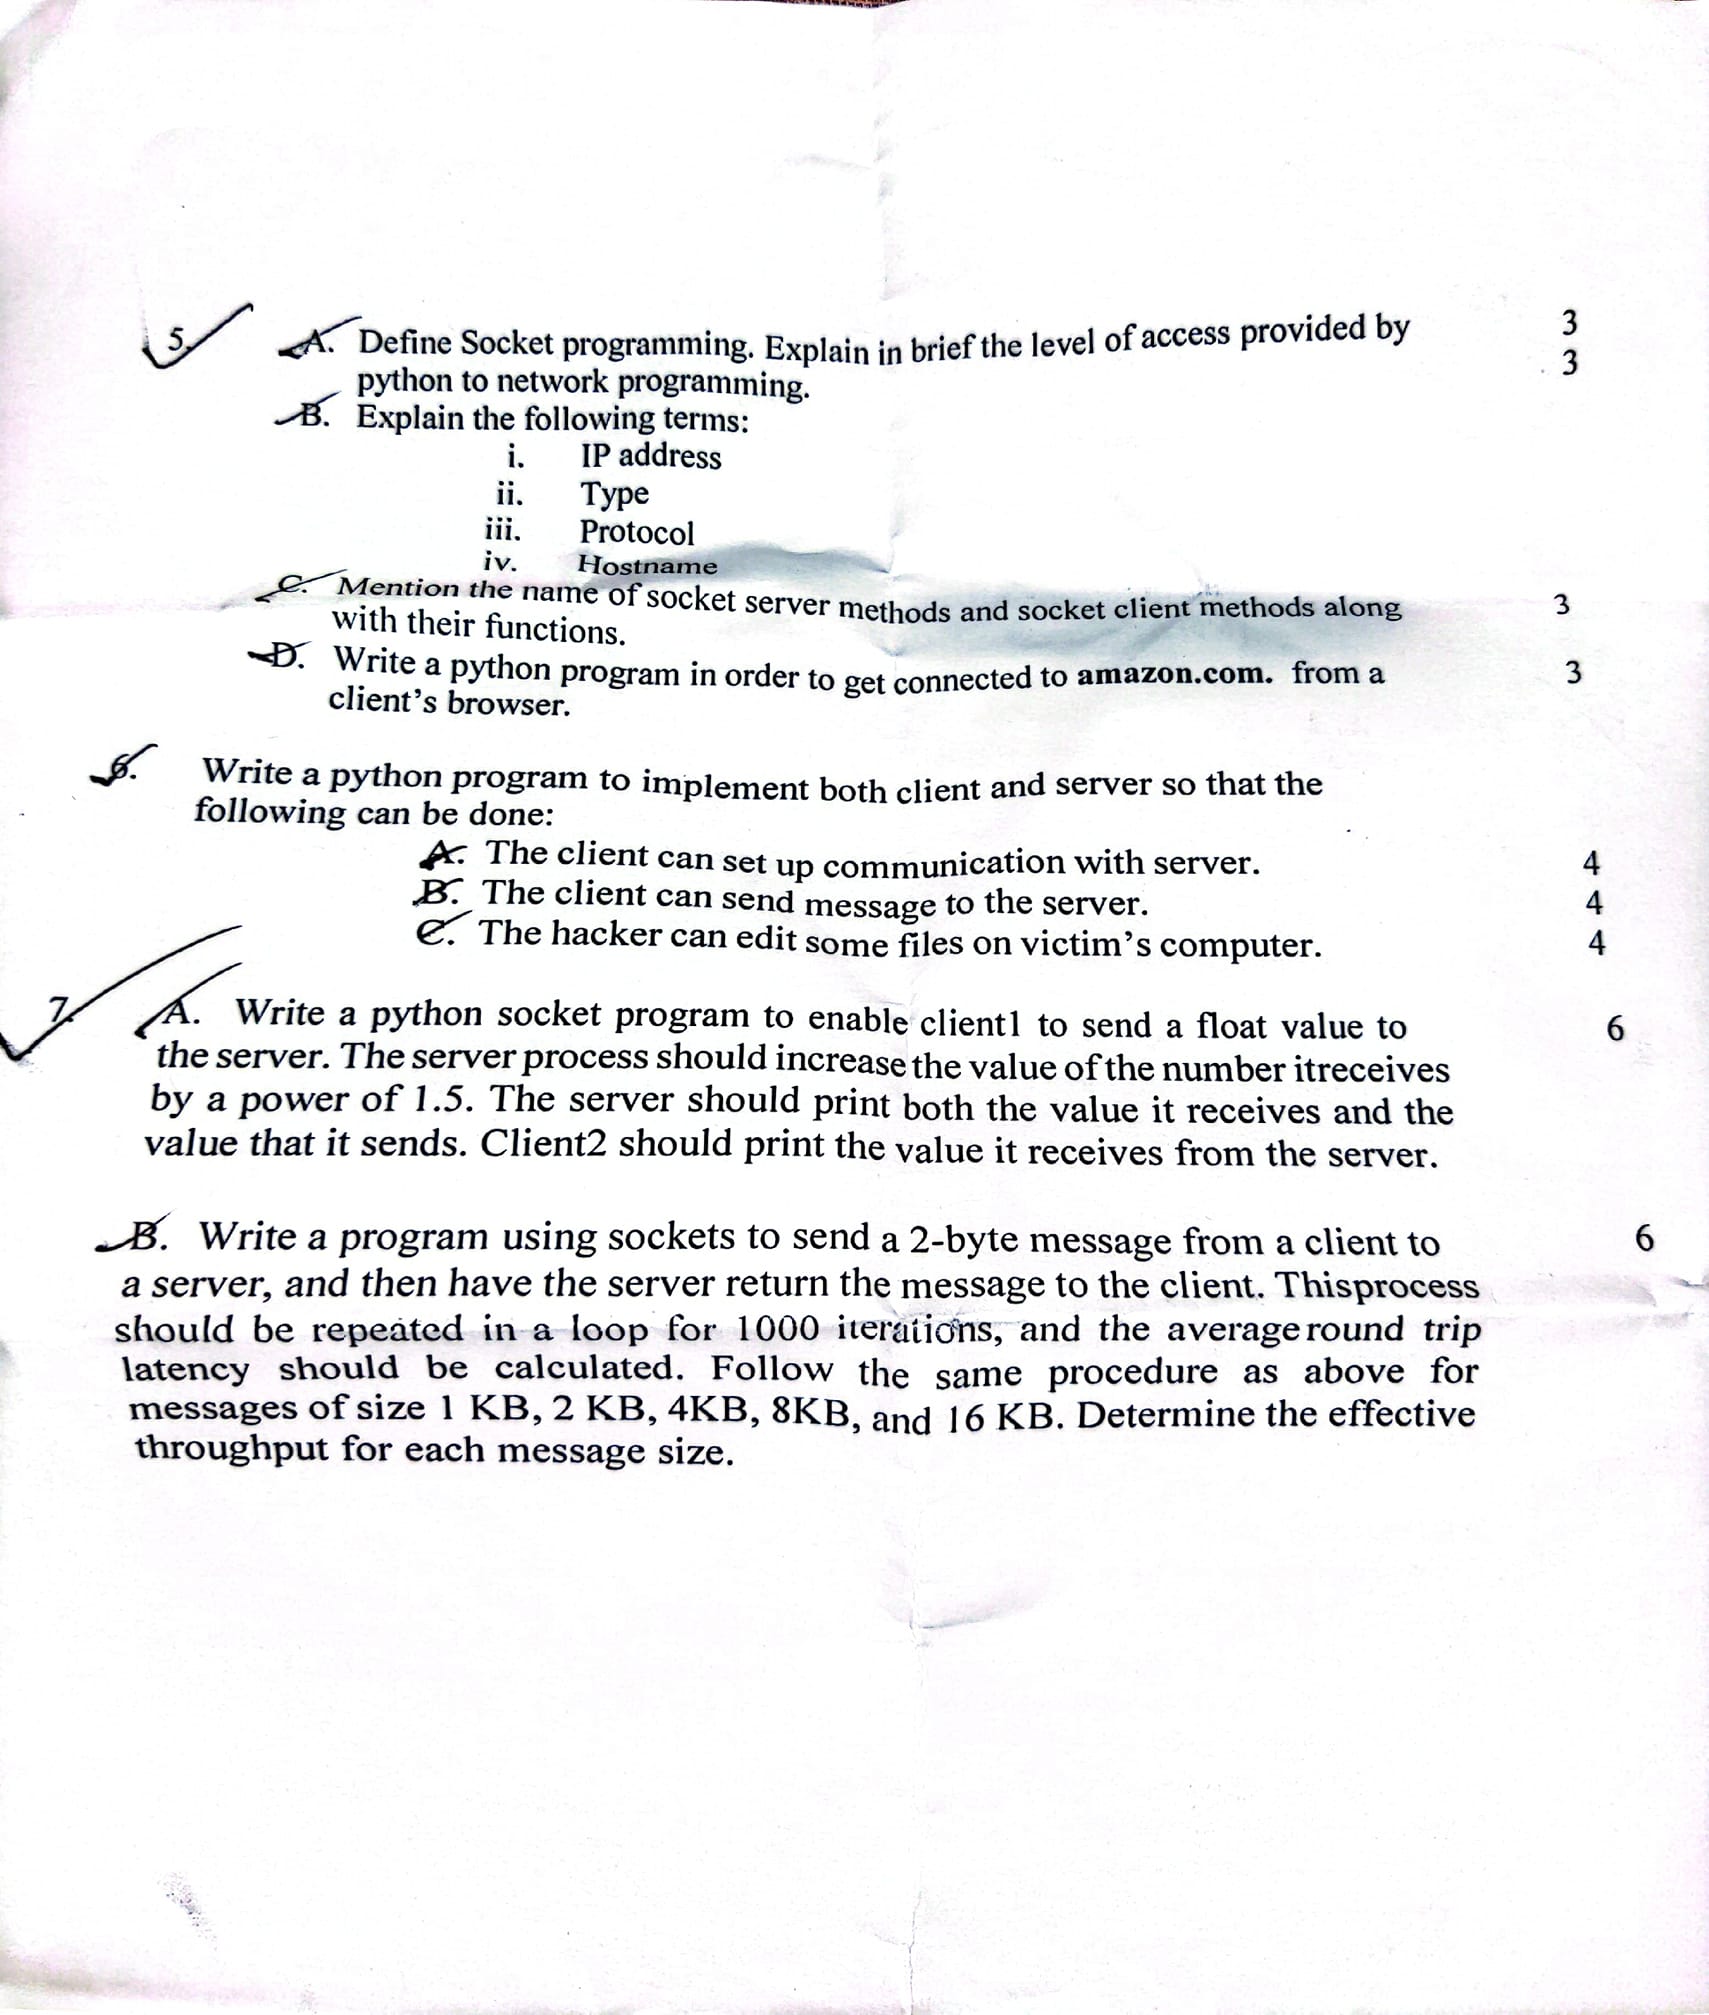 5. A. Define Socket programming. Explain in brief the level of access provided by 3
python to network programming. 3
B. Explain the following terms:
i. IP address
ii. Type
iii. Protocol
iv. Hostname
C. Mention the name of socket server methods and socket client methods along 3
with their functions.
D. Write a python program in order to get connected to amazon.com. from a 3
client's browser.
6. Write a python program to implement both client and server so that the
following can be done:
A. The client can set up communication with server. 4
B. The client can send message to the server. 4
C. The hacker can edit some files on victim's computer. 4
7. A. Write a python socket program to enable client1 to send a float value to 6
the server. The server process should increase the value of the number itreceives
by a power of 1.5. The server should print both the value it receives and the
value that it sends. Client2 should print the value it receives from the server.
B. Write a program using sockets to send a 2-byte message from a client to 6
a server, and then have the server return the message to the client. Thisprocess
should be repeated in a loop for 1000 iterations, and the average round trip
latency should be calculated. Follow the same procedure as above for
messages of size 1 KB, 2 KB, 4KB, 8KB, and 16 KB. Determine the effective
throughput for each message size.